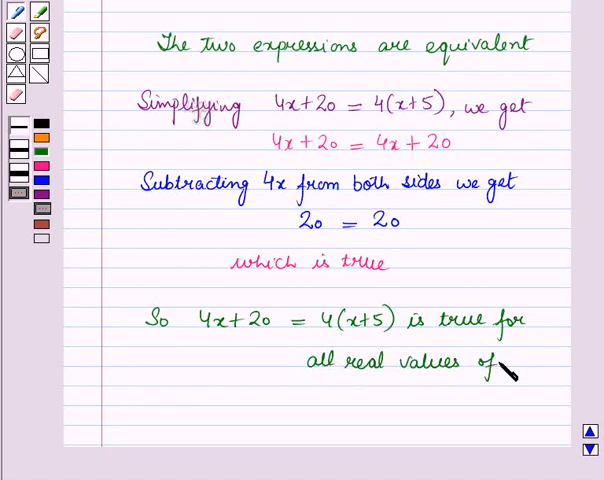 The two expressions are equivalent
Simplifying 4x+20 = 4(x+5), we get
4x+20 = 4x+20
Subtracting 4x from both sides we get
20 = 20
which is true
So 4x+20 = 4(x+5) is true for
all real values of